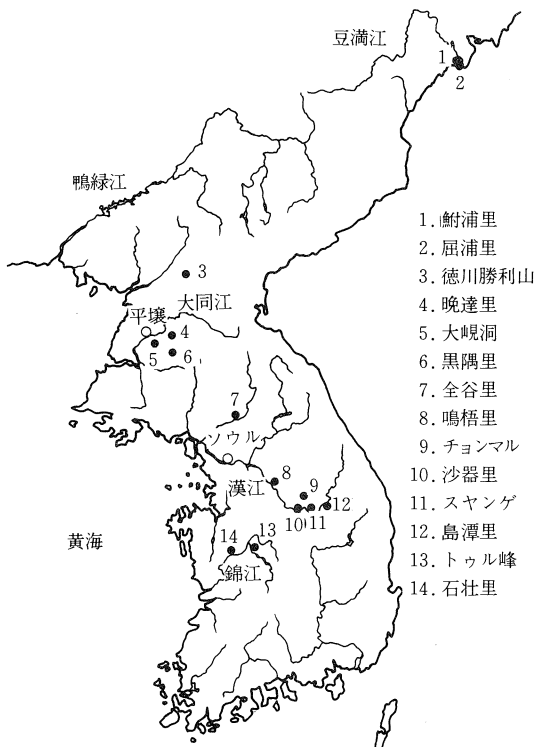 豆満江
1
2
鴨緑江
3
大同江
平壌
4
5
6
7
ソウル
8
漢江
9
10
11
12
黄海
14
13
錦江
1. 鮒浦里
2. 屈浦里
3. 徳川勝利山
4. 晩達里
5. 大峴洞
6. 黒隅里
7. 全谷里
8. 鳴梧里
9. チョンマル
10. 沙器里
11. スヤンゲ
12. 島潭里
13. トゥル峰
14. 石壮里